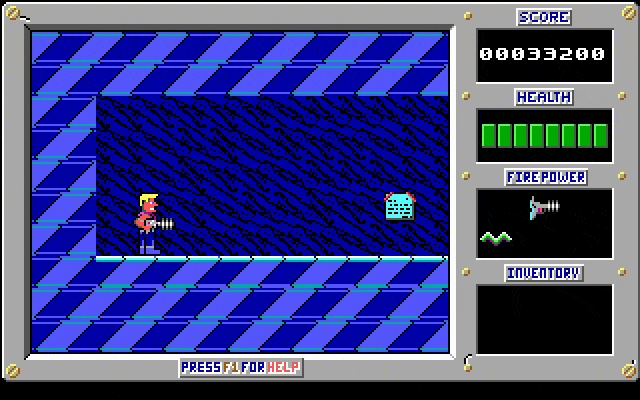 SCORE
00033200
HEALTH
FIREPOWER
INVENTORY
PRESS F1 FOR HELP